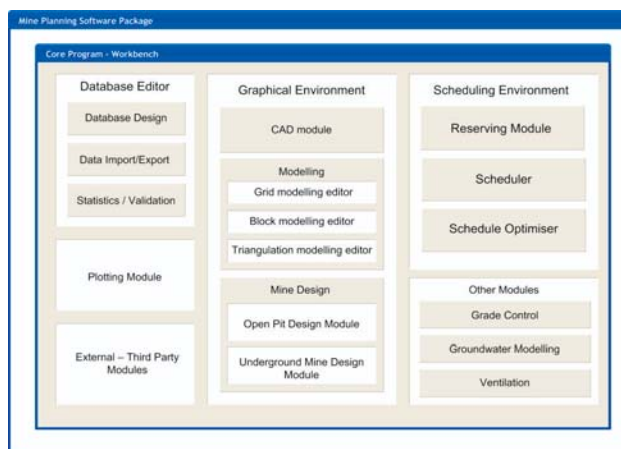 Mine Planning Software Package
Core Program - Workbench
Database Editor
Database Design
Data Import/Export
Statistics / Validation
Plotting Module
External – Third Party
Modules
Graphical Environment
CAD module
Modelling
Grid modelling editor
Block modelling editor
Triangulation modelling editor
Mine Design
Open Pit Design Module
Underground Mine Design
Module
Scheduling Environment
Reserving Module
Scheduler
Schedule Optimiser
Other Modules
Grade Control
Groundwater Modelling
Ventilation